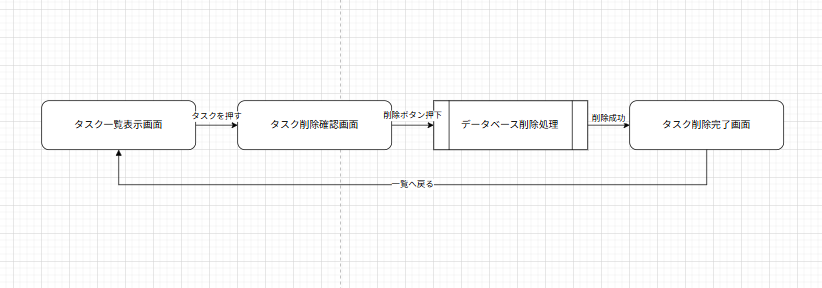 タスク一覧表示画面
タスクを押す
タスク削除確認画面
削除ボタン押下
データベース削除処理
削除成功
タスク削除完了画面
一覧へ戻る